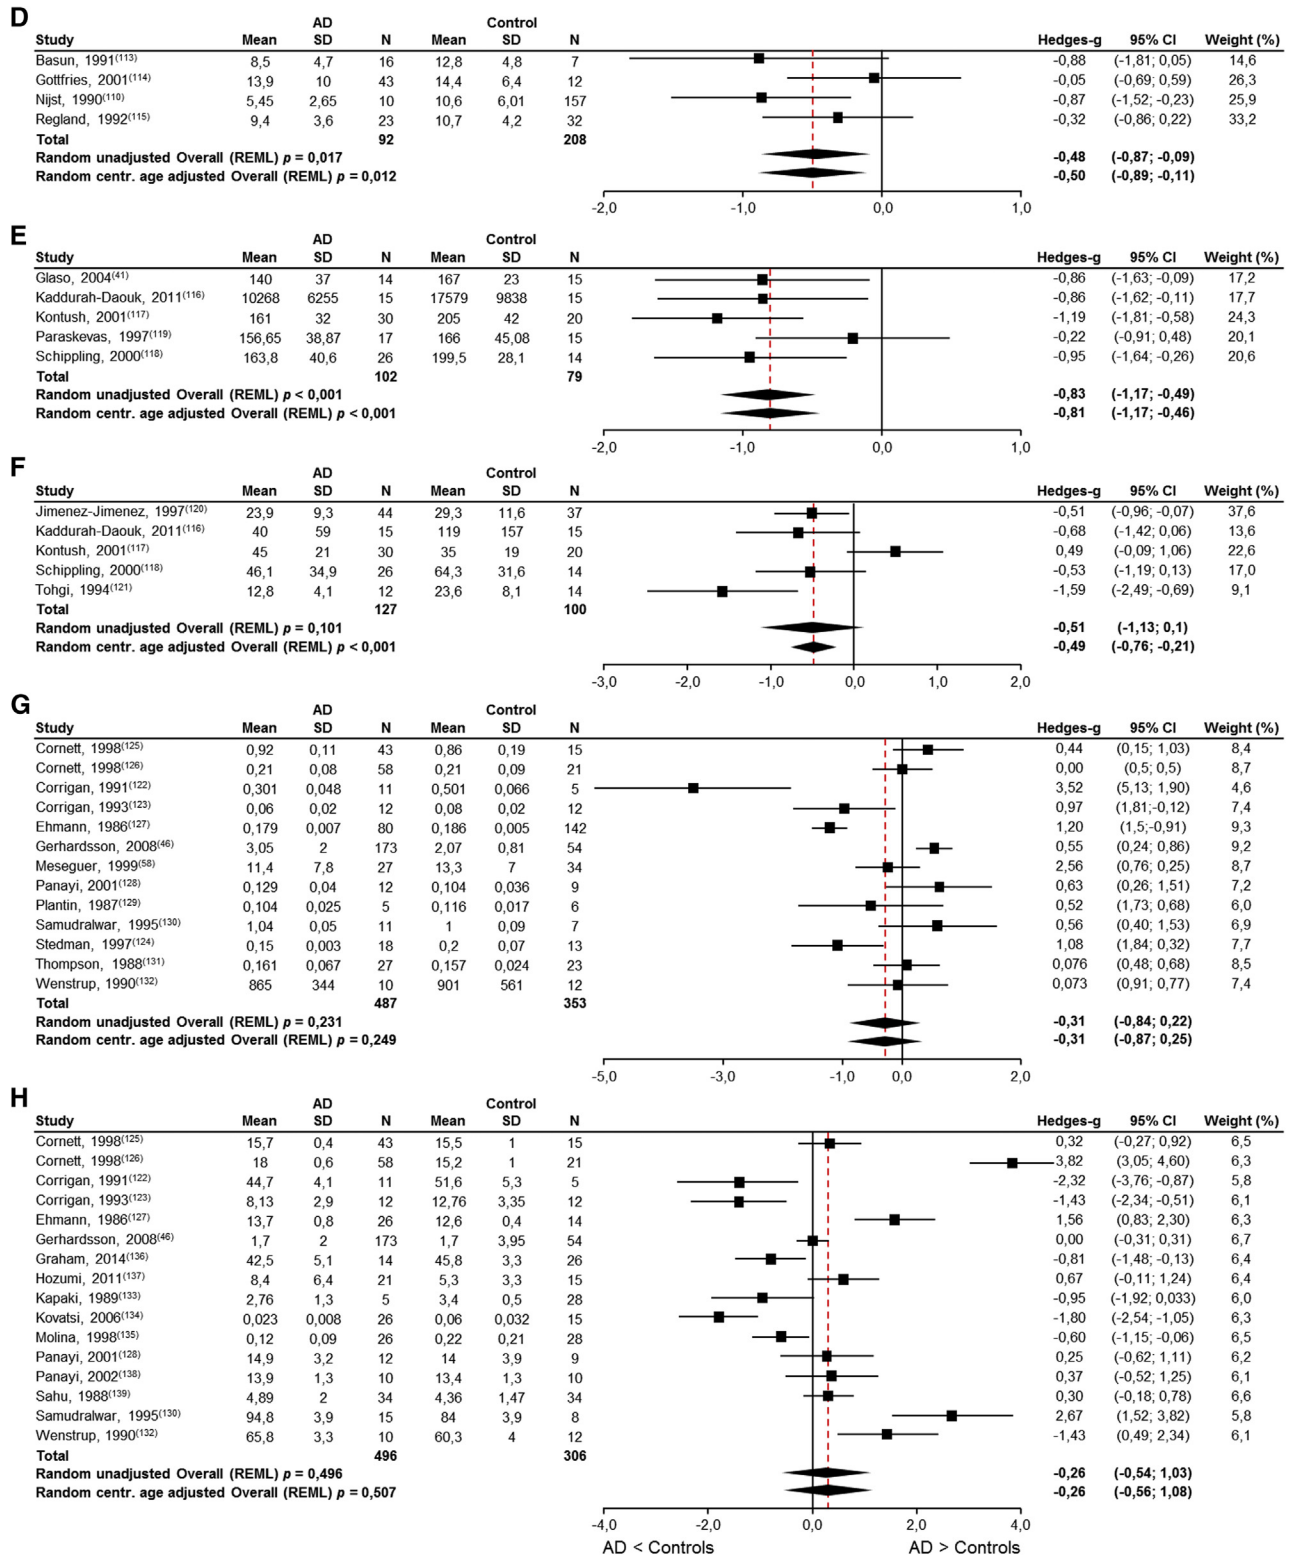 D
AD Control
Study Mean SD N Mean SD N Hedges-g 95% CI Weight (%)
Basun, 1991(113) 8,5 4,7 16 12,8 4,8 7 -0,88 (-1,81; 0,05) 14,6
Gottfries, 2001(114) 13,9 10 43 14,4 6,4 12 -0,05 (-0,69; 0,59) 26,3
Nijst, 1990(110) 5,45 2,65 10 10,6 6,01 157 -0,87 (-1,52; -0,23) 25,9
Regland, 1992(115) 9,4 3,6 23 10,7 4,2 32 -0,32 (-0,86; 0,22) 33,2
Total 92 208
Random unadjusted Overall (REML) p = 0,017 -0,48 (-0,87; -0,09)
Random centr. age adjusted Overall (REML) p = 0,012 -0,50 (-0,89; -0,11)
-2,0 -1,0 0,0 1,0
E
AD Control
Study Mean SD N Mean SD N Hedges-g 95% CI Weight (%)
Glaso, 2004(41) 140 37 14 167 23 15 -0,86 (-1,63; -0,09) 17,2
Kaddurah-Daouk, 2011(116) 10268 6255 15 17579 9838 15 -0,86 (-1,62; -0,11) 17,7
Kontush, 2001(117) 161 32 30 205 42 20 -1,19 (-1,81; -0,58) 24,3
Paraskevas, 1997(119) 156,65 38,87 17 166 45,08 15 -0,22 (-0,91; 0,48) 20,1
Schippling, 2000(118) 163,8 40,6 26 199,5 28,1 14 -0,95 (-1,64; -0,26) 20,6
Total 102 79
Random unadjusted Overall (REML) p < 0,001 -0,83 (-1,17; -0,49)
Random centr. age adjusted Overall (REML) p < 0,001 -0,81 (-1,17; -0,46)
-2,0 -1,0 0,0 1,0
F
AD Control
Study Mean SD N Mean SD N Hedges-g 95% CI Weight (%)
Jimenez-Jimenez, 1997(120) 23,9 9,3 44 29,3 11,6 37 -0,51 (-0,96; -0,07) 37,6
Kaddurah-Daouk, 2011(116) 40 59 15 119 157 15 -0,68 (-1,42; 0,06) 13,6
Kontush, 2001(117) 45 21 30 35 19 20 0,49 (-0,09; 1,06) 22,6
Schippling, 2000(118) 46,1 34,9 26 64,3 31,6 14 -0,53 (-1,19; 0,13) 17,0
Tohgi, 1994(121) 12,8 4,1 12 23,6 8,1 14 -1,59 (-2,49; -0,69) 9,1
Total 127 100
Random unadjusted Overall (REML) p = 0,101 -0,51 (-1,13; 0,1)
Random centr. age adjusted Overall (REML) p < 0,001 -0,49 (-0,76; -0,21)
-3,0 -2,0 -1,0 0,0 1,0 2,0
G
AD Control
Study Mean SD N Mean SD N Hedges-g 95% CI Weight (%)
Cornett, 1998(125) 0,92 0,11 43 0,86 0,19 15 0,44 (0,15; 1,03) 8,4
Cornett, 1998(126) 0,21 0,08 58 0,21 0,09 21 0,00 (0,5; 0,5) 8,7
Corrigan, 1991(122) 0,301 0,048 11 0,501 0,066 5 3,52 (5,13; 1,90) 4,6
Corrigan, 1993(123) 0,06 0,02 12 0,08 0,02 12 0,97 (1,81;-0,12) 7,4
Ehmann, 1986(127) 0,179 0,007 80 0,186 0,005 142 1,20 (1,5;-0,91) 9,3
Gerhardsson, 2008(46) 3,05 2 173 2,07 0,81 54 0,55 (0,24; 0,86) 9,2
Meseguer, 1999(58) 11,4 7,8 27 13,3 7 34 2,56 (0,76; 0,25) 8,7
Panayi, 2001(128) 0,129 0,04 12 0,104 0,036 9 0,63 (0,26; 1,51) 7,2
Plantin, 1987(129) 0,104 0,025 5 0,116 0,017 6 0,52 (1,73; 0,68) 6,0
Samudralwar, 1995(130) 1,04 0,05 11 1 0,09 7 0,56 (0,40; 1,53) 6,9
Stedman, 1997(124) 0,15 0,003 18 0,2 0,07 13 1,08 (1,84; 0,32) 7,7
Thompson, 1988(131) 0,161 0,067 27 0,157 0,024 23 0,076 (0,48; 0,68) 8,5
Wenstrup, 1990(132) 865 344 10 901 561 12 0,073 (0,91; 0,77) 7,4
Total 487 353
Random unadjusted Overall (REML) p = 0,231 -0,31 (-0,84; 0,22)
Random centr. age adjusted Overall (REML) p = 0,249 -0,31 (-0,87; 0,25)
-5,0 -3,0 -1,0 0,0 2,0
H
AD Control
Study Mean SD N Mean SD N Hedges-g 95% CI Weight (%)
Cornett, 1998(125) 15,7 0,4 43 15,5 1 15 0,32 (-0,27; 0,92) 6,5
Cornett, 1998(126) 18 0,6 58 15,2 1 21 3,82 (3,05; 4,60) 6,3
Corrigan, 1991(122) 44,7 4,1 11 51,6 5,3 5 -2,32 (-3,76; -0,87) 5,8
Corrigan, 1993(123) 8,13 2,9 12 12,76 3,35 12 -1,43 (-2,34; -0,51) 6,1
Ehmann, 1986(127) 13,7 0,8 26 12,6 0,4 14 1,56 (0,83; 2,30) 6,3
Gerhardsson, 2008(46) 1,7 2 173 1,7 3,95 54 0,00 (-0,31; 0,31) 6,7
Graham, 2014(136) 42,5 5,1 14 45,8 3,3 26 -0,81 (-1,48; -0,13) 6,4
Hozumi, 2011(137) 8,4 6,4 21 5,3 3,3 15 0,67 (-0,11; 1,24) 6,4
Kapaki, 1989(133) 2,76 1,3 5 3,4 0,5 28 -0,95 (-1,92; 0,033) 6,0
Kovatsi, 2006(134) 0,023 0,008 26 0,06 0,032 15 -1,80 (-2,54; -1,05) 6,3
Molina, 1998(135) 0,12 0,09 26 0,22 0,21 28 -0,60 (-1,15; -0,06) 6,5
Panayi, 2001(128) 14,9 3,2 12 14 3,9 9 0,25 (-0,62; 1,11) 6,2
Panayi, 2002(138) 13,9 1,3 10 13,4 1,3 10 0,37 (-0,52; 1,25) 6,1
Sahu, 1988(139) 4,89 2 34 4,36 1,47 34 0,30 (-0,18; 0,78) 6,6
Samudralwar, 1995(130) 94,8 3,9 15 84 3,9 8 2,67 (1,52; 3,82) 5,8
Wenstrup, 1990(132) 65,8 3,3 10 60,3 4 12 -1,43 (0,49; 2,34) 6,1
Total 496 306
Random unadjusted Overall (REML) p = 0,496 -0,26 (-0,54; 1,03)
Random centr. age adjusted Overall (REML) p = 0,507 -0,26 (-0,56; 1,08)
-4,0 -2,0 0,0 2,0 4,0
AD < Controls AD > Controls